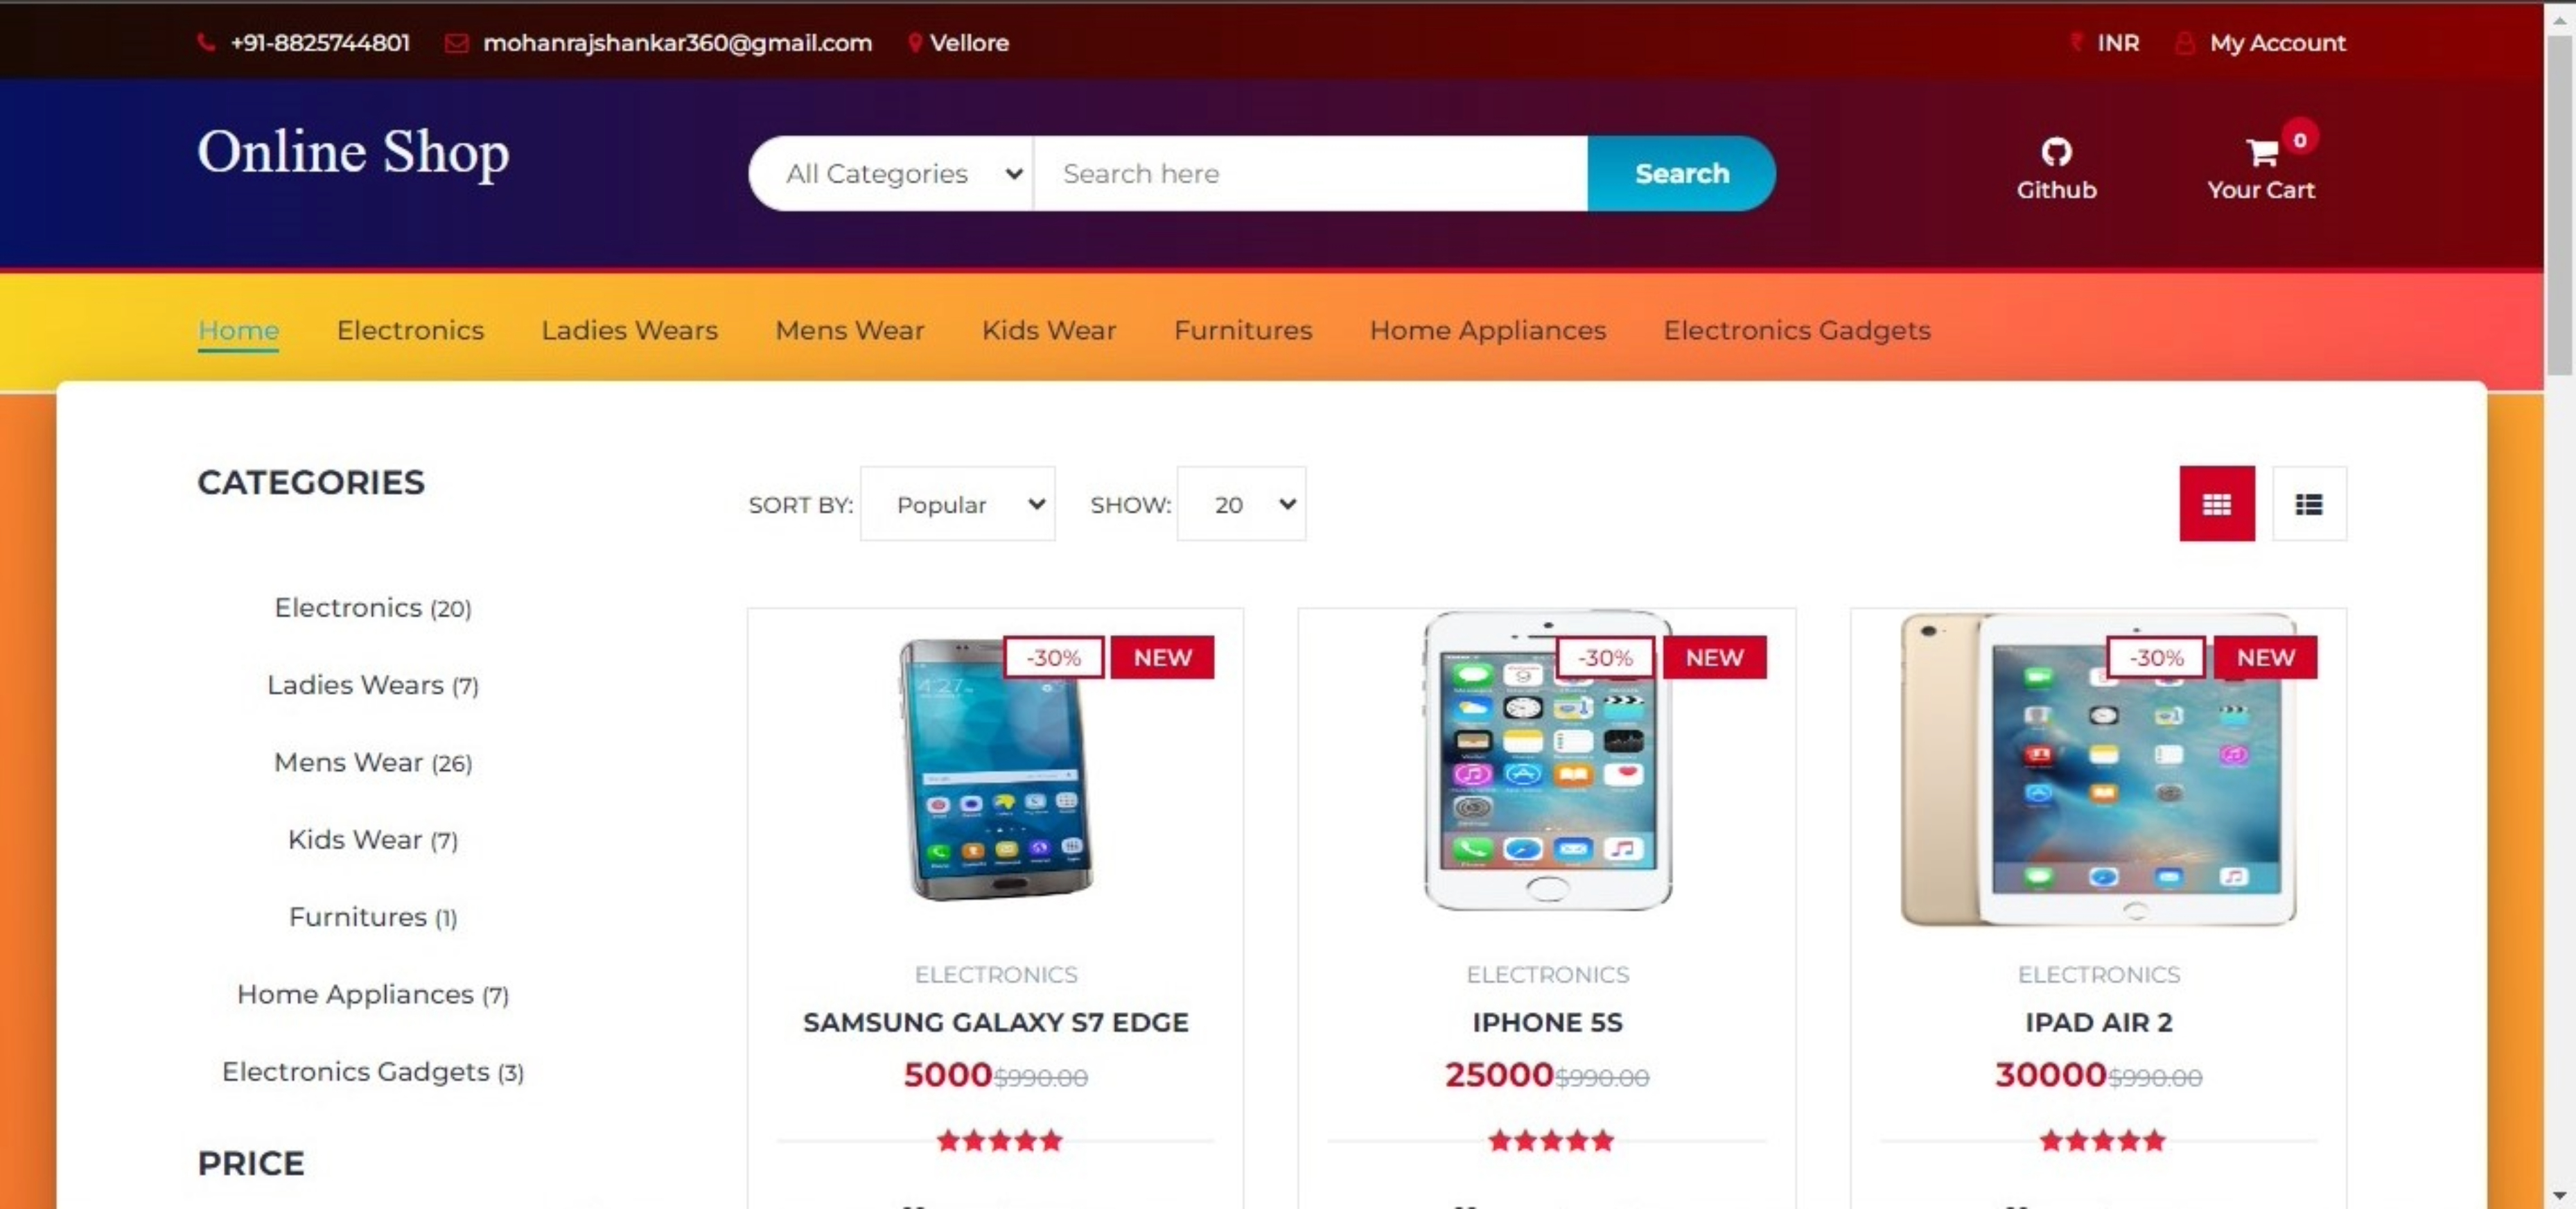 +91-8825744801 mohanrajshankar360@gmail.com Vellore INR My Account
Online Shop
All Categories Search here Search
Github
0
Your Cart
Home Electronics Ladies Wears Mens Wear Kids Wear Furnitures Home Appliances Electronics Gadgets
CATEGORIES
Electronics (20)
Ladies Wears (7)
Mens Wear (26)
Kids Wear (7)
Furnitures (1)
Home Appliances (7)
Electronics Gadgets (3)
PRICE
SORT BY: Popular SHOW: 20
-30% NEW
4:27
ELECTRONICS
SAMSUNG GALAXY S7 EDGE
5000$990.00
-30% NEW
9
ELECTRONICS
IPHONE 5S
25000$990.00
-30% NEW
ELECTRONICS
IPAD AIR 2
30000$990.00